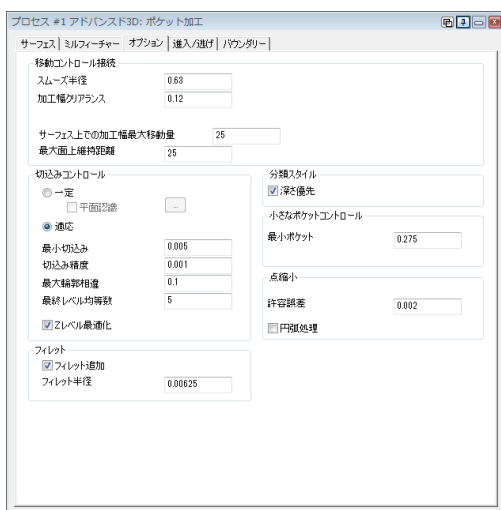 プロセス #1 アドバンスド3D: ポケット加工
サーフェス ミルフィーチャー オプション 進入/逃げ バウンダリー
移動コントロール接続
スムーズ半径 0.63
加工幅クリアランス 0.12
サーフェス上での加工幅最大移動量 25
最大面上維持距離 25
切込みコントロール
一定
平面認識 ...
適応
最小切込み 0.005
切込み精度 0.001
最大輪郭相違 0.1
最終レベル均等数 5
Zレベル最適化
フィレット
フィレット追加
フィレット半径 0.00625
分類スタイル
深さ優先
小さなポケットコントロール
最小ポケット 0.275
点縮小
許容誤差 0.002
円弧処理